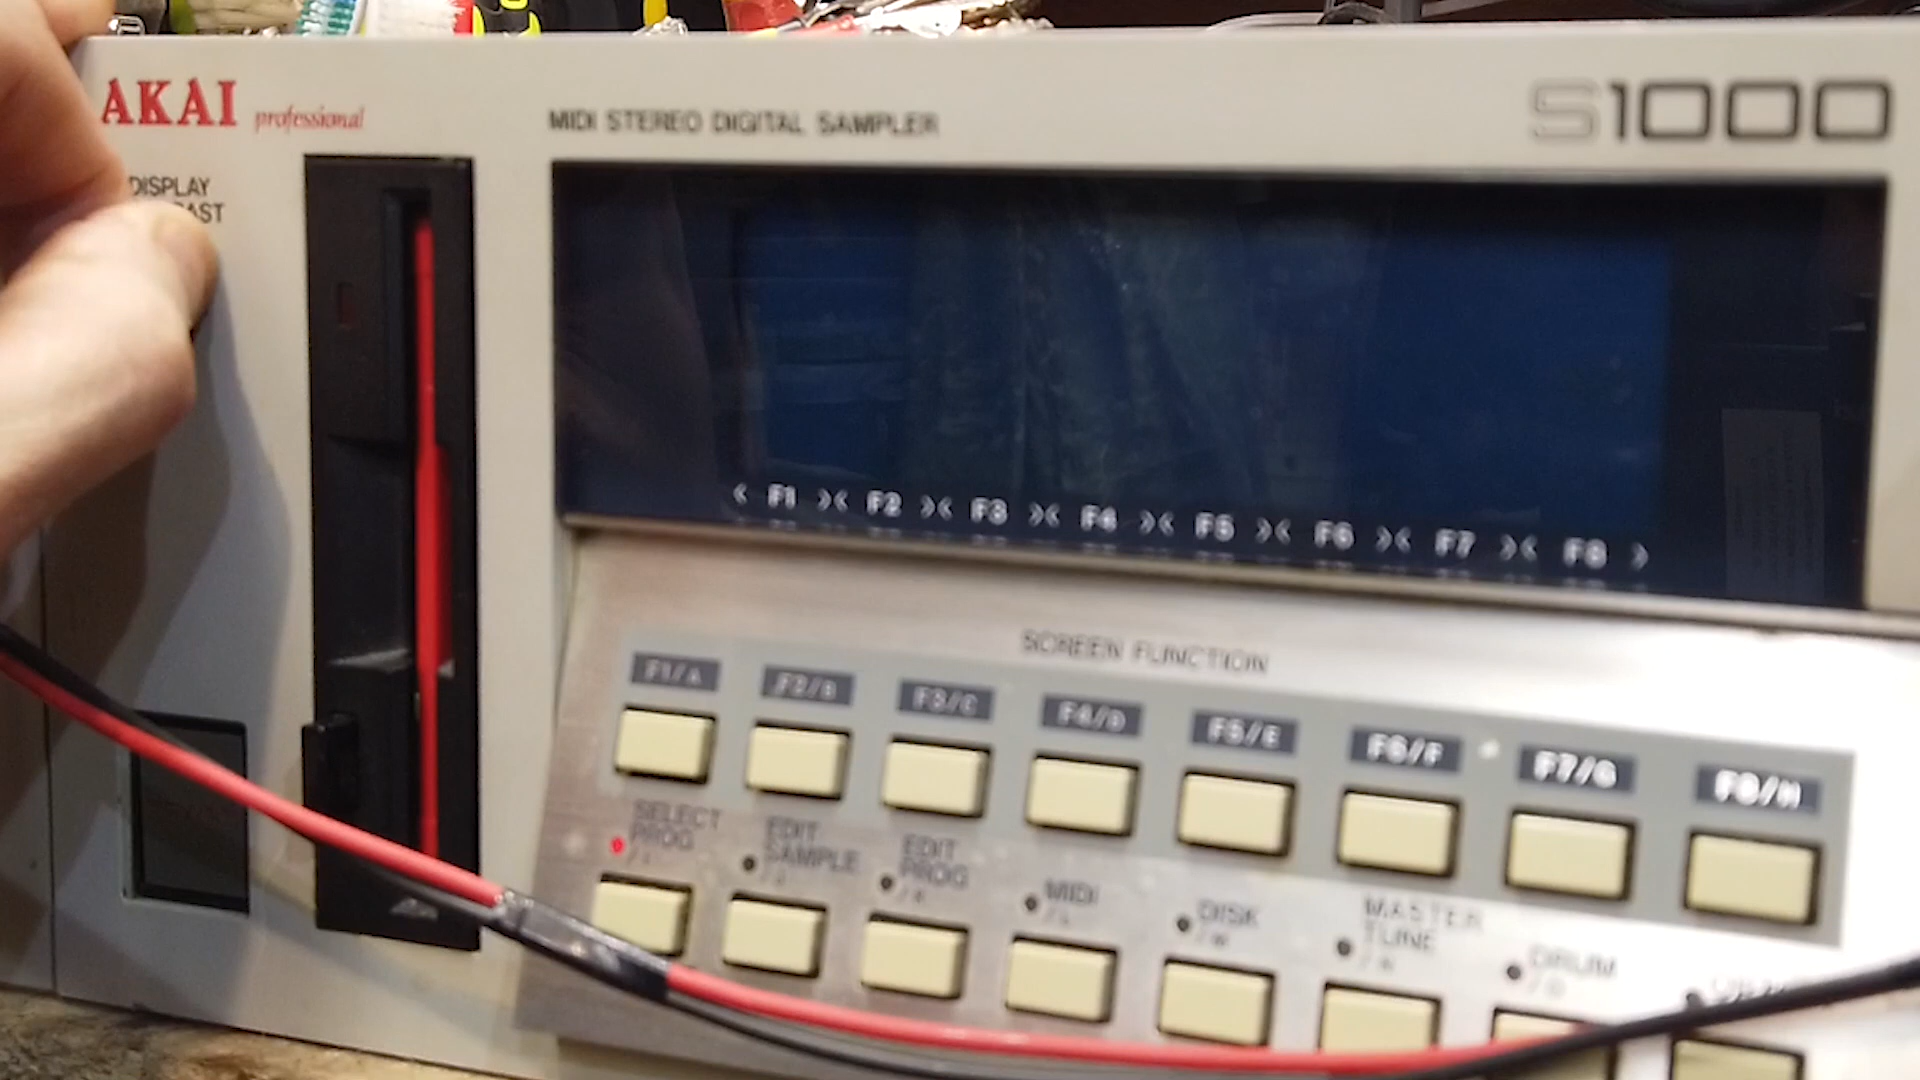 AKAI professional
MIDI STEREO DIGITAL SAMPLER
S1000
DISPLAY
< F1 >< F2 >< F3 >< F4 >< F5 >< F6 >< F7 >< F8 >
SCREEN FUNCTION
F1/A F2/B F3/C F4/D F5/E F6/F F7/G F8/H
SELECT PROG
EDIT SAMPLE
EDIT PROG
MIDI
DISK
MASTER TUNE
DRUM